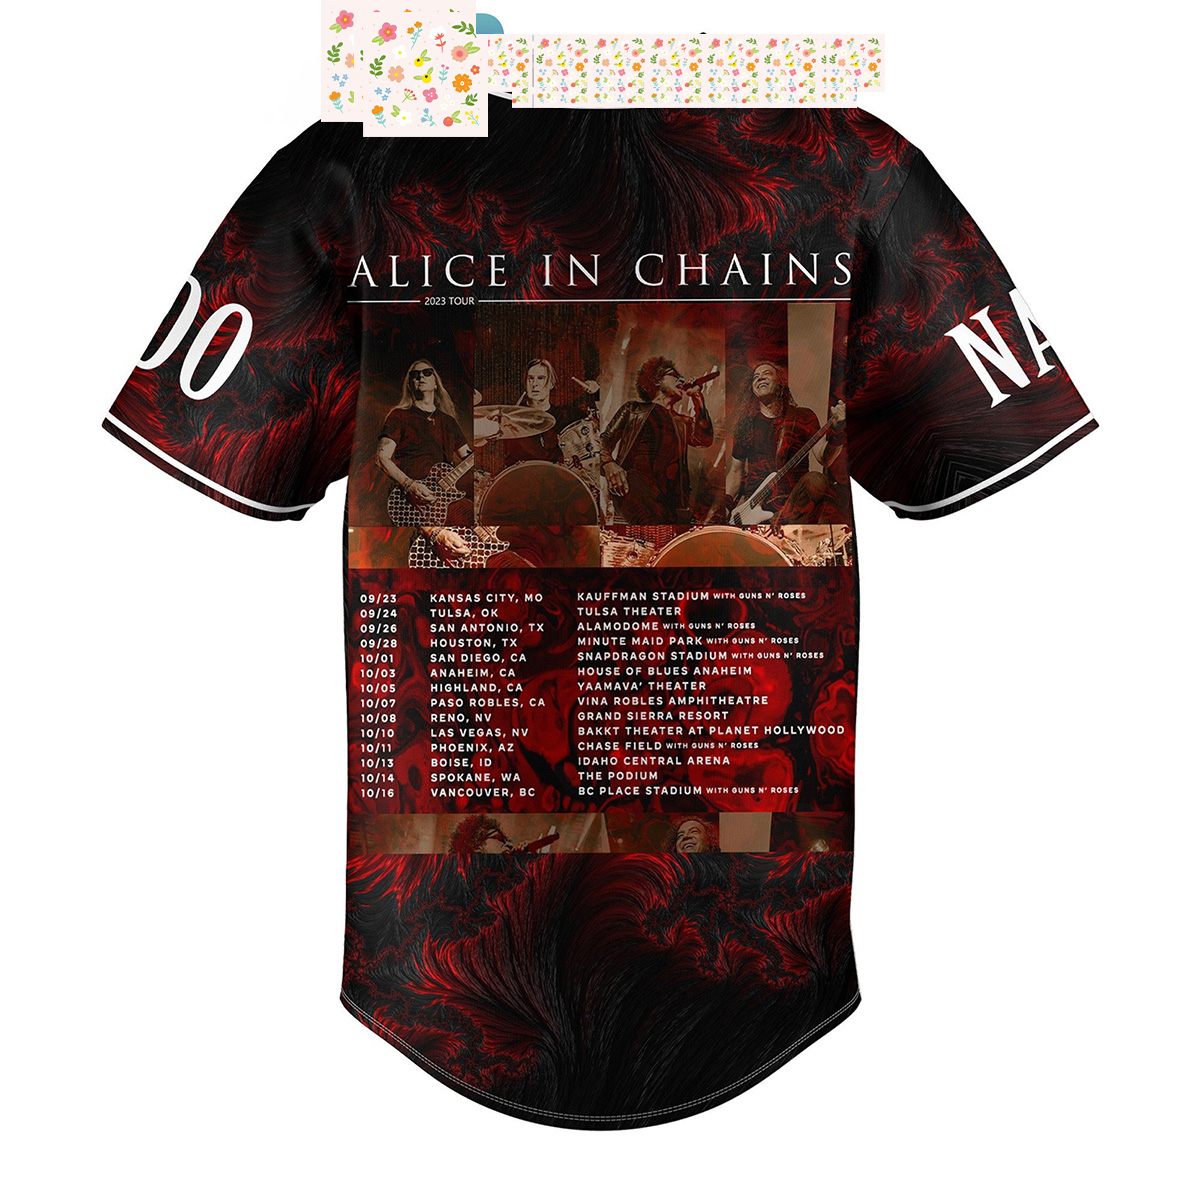 ALICE IN CHAINS
2023 TOUR
00
NA
09/23 KANSAS CITY, MO KAUFFMAN STADIUM WITH GUNS N' ROSES
09/24 TULSA, OK TULSA THEATER
09/26 SAN ANTONIO, TX ALAMODOME WITH GUNS N' ROSES
09/28 HOUSTON, TX MINUTE MAID PARK WITH GUNS N' ROSES
10/01 SAN DIEGO, CA SNAPDRAGON STADIUM WITH GUNS N' ROSES
10/03 ANAHEIM, CA HOUSE OF BLUES ANAHEIM
10/05 HIGHLAND, CA YAAMAVA' THEATER
10/07 PASO ROBLES, CA VINA ROBLES AMPHITHEATRE
10/08 RENO, NV GRAND SIERRA RESORT
10/10 LAS VEGAS, NV BAKKT THEATER AT PLANET HOLLYWOOD
10/11 PHOENIX, AZ CHASE FIELD WITH GUNS N' ROSES
10/13 BOISE, ID IDAHO CENTRAL ARENA
10/14 SPOKANE, WA THE PODIUM
10/16 VANCOUVER, BC BC PLACE STADIUM WITH GUNS N' ROSES